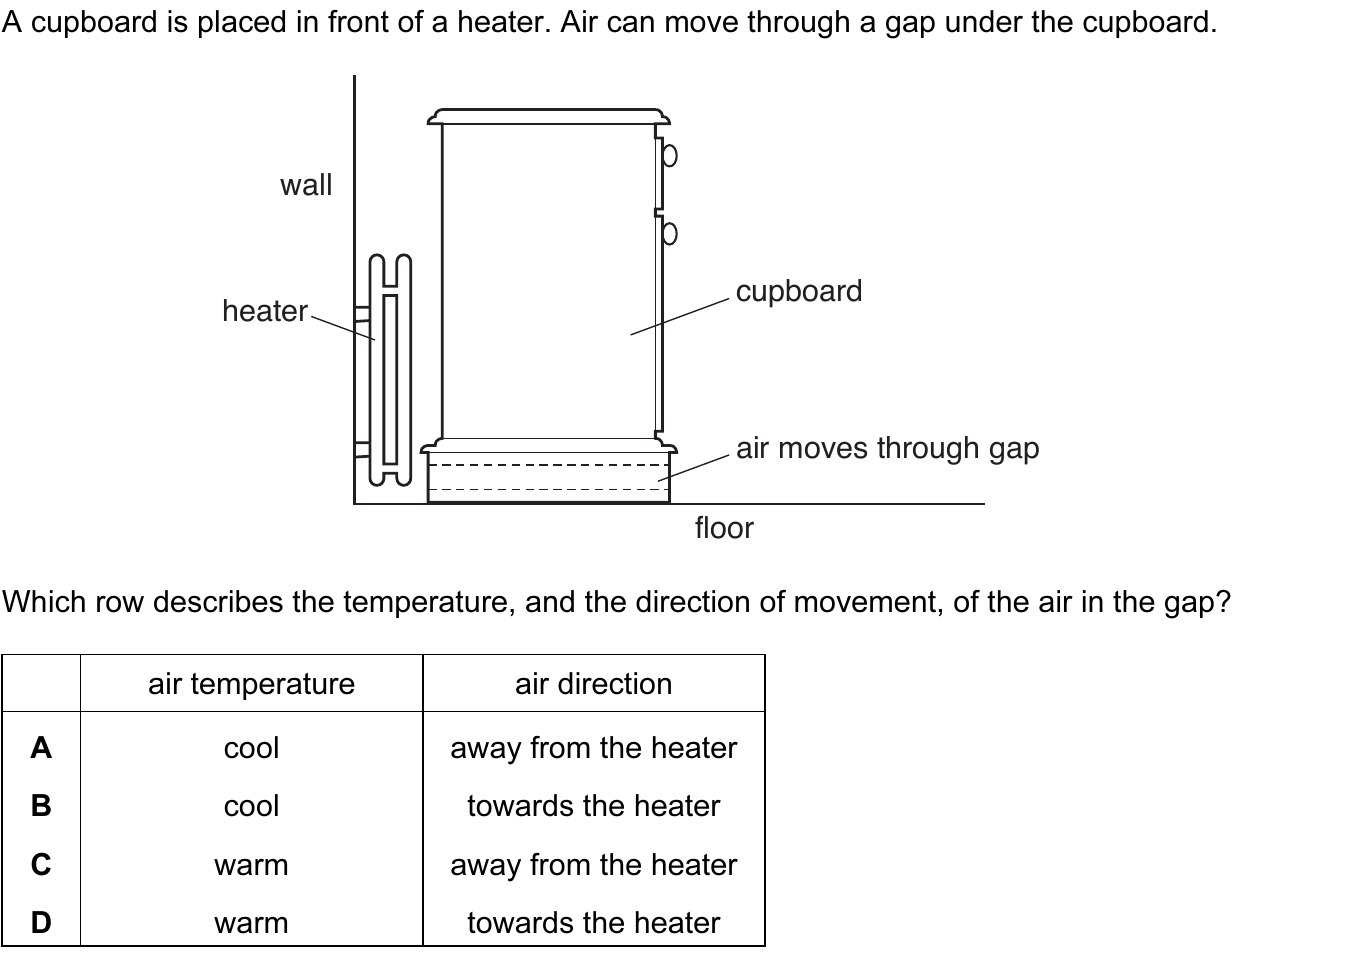 A cupboard is placed in front of a heater. Air can move through a gap under the cupboard.
wall
heater
cupboard
air moves through gap
floor
Which row describes the temperature, and the direction of movement, of the air in the gap?
air temperature air direction
A cool away from the heater
B cool towards the heater
C warm away from the heater
D warm towards the heater